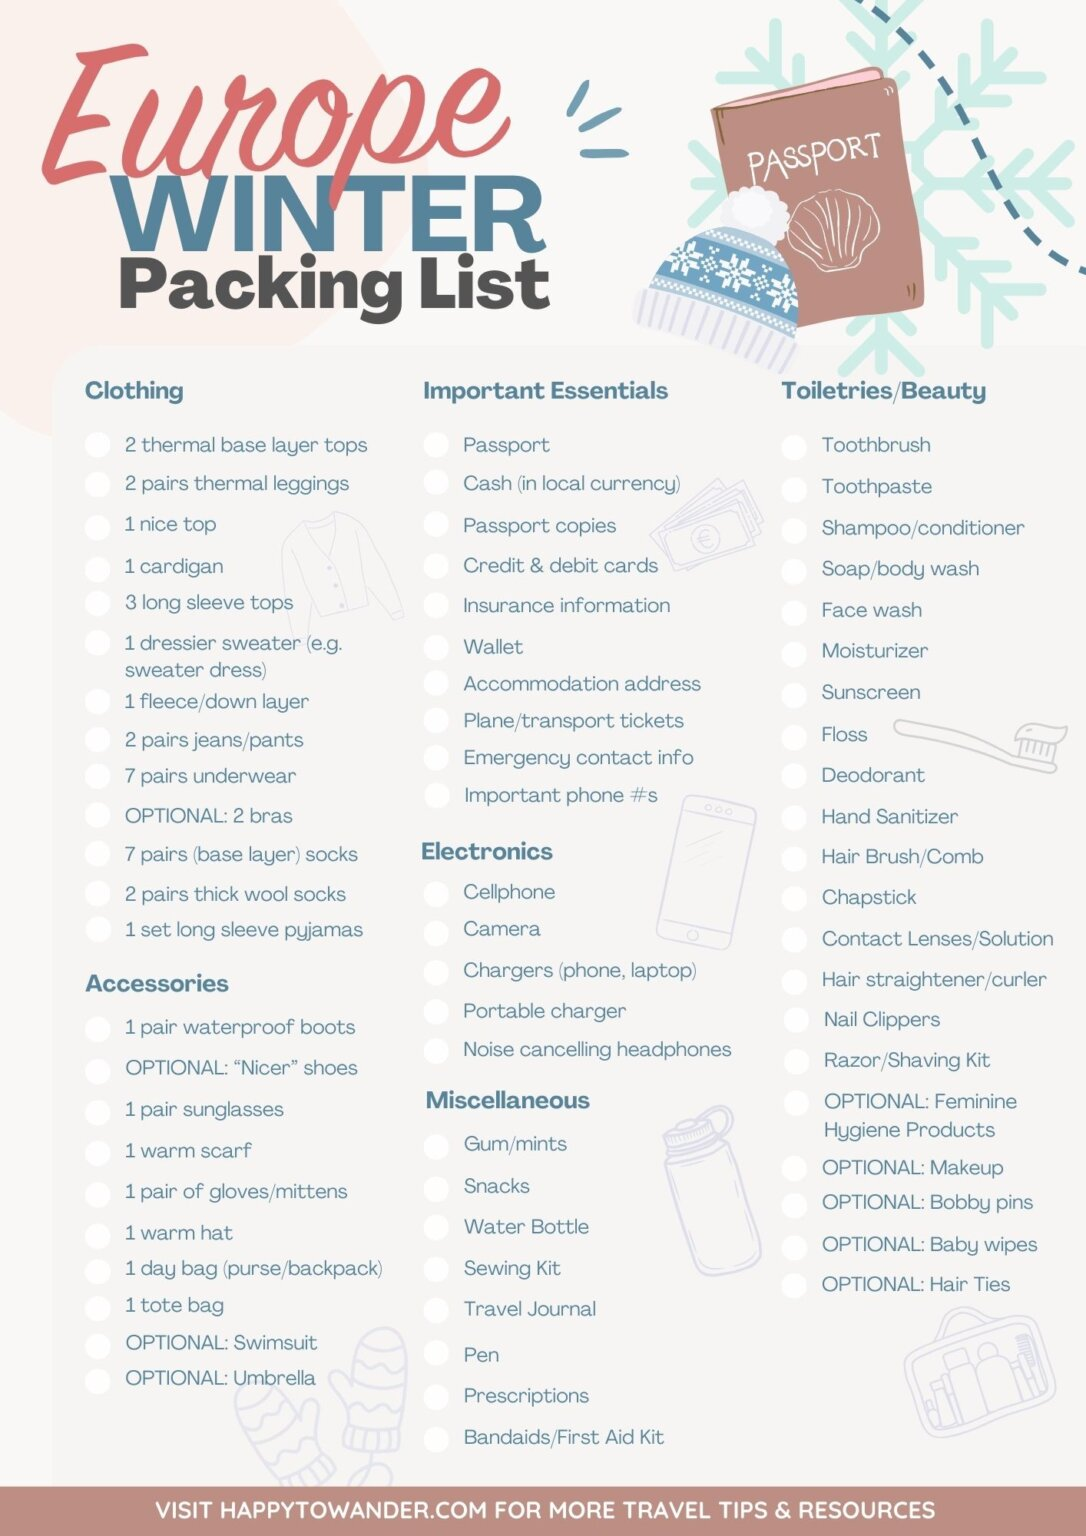 Europe
WINTER
Packing List
PASSPORT
Clothing
2 thermal base layer tops
2 pairs thermal leggings
1 nice top
1 cardigan
3 long sleeve tops
1 dressier sweater (e.g.
sweater dress)
1 fleece/down layer
2 pairs jeans/pants
7 pairs underwear
OPTIONAL: 2 bras
7 pairs (base layer) socks
2 pairs thick wool socks
1 set long sleeve pyjamas
Accessories
1 pair waterproof boots
OPTIONAL: “Nicer” shoes
1 pair sunglasses
1 warm scarf
1 pair of gloves/mittens
1 warm hat
1 day bag (purse/backpack)
1 tote bag
OPTIONAL: Swimsuit
OPTIONAL: Umbrella
Important Essentials
Passport
Cash (in local currency)
Passport copies
Credit & debit cards
Insurance information
Wallet
Accommodation address
Plane/transport tickets
Emergency contact info
Important phone #s
Electronics
Cellphone
Camera
Chargers (phone, laptop)
Portable charger
Noise cancelling headphones
Miscellaneous
Gum/mints
Snacks
Water Bottle
Sewing Kit
Travel Journal
Pen
Prescriptions
Bandaids/First Aid Kit
Toiletries/Beauty
Toothbrush
Toothpaste
Shampoo/conditioner
Soap/body wash
Face wash
Moisturizer
Sunscreen
Floss
Deodorant
Hand Sanitizer
Hair Brush/Comb
Chapstick
Contact Lenses/Solution
Hair straightener/curler
Nail Clippers
Razor/Shaving Kit
OPTIONAL: Feminine
Hygiene Products
OPTIONAL: Makeup
OPTIONAL: Bobby pins
OPTIONAL: Baby wipes
OPTIONAL: Hair Ties
VISIT HAPPYTOWANDER.COM FOR MORE TRAVEL TIPS & RESOURCES